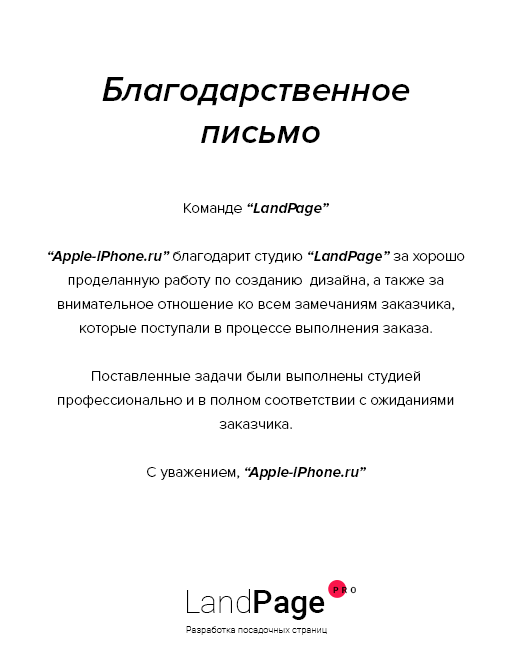 Благодарственное
письмо
Команде “LandPage”
“Apple-iPhone.ru” благодарит студию “LandPage” за хорошо
проделанную работу по созданию дизайна, а также за
внимательное отношение ко всем замечаниям заказчика,
которые поступали в процессе выполнения заказа.
Поставленные задачи были выполнены студией
профессионально и в полном соответствии с ожиданиями
заказчика.
С уважением, “Apple-iPhone.ru”
LandPage PRO
Разработка посадочных страниц